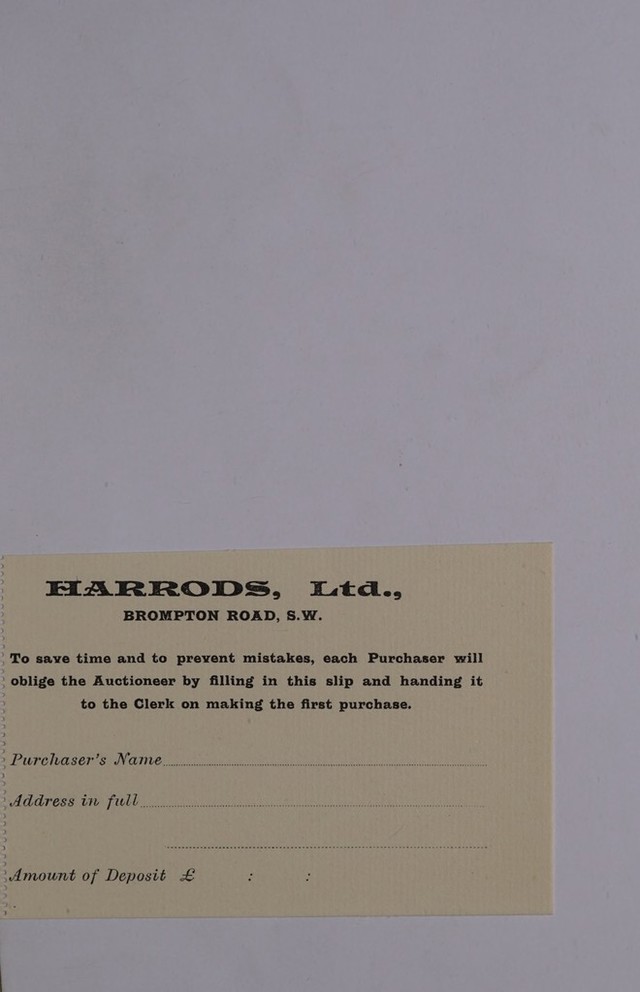 HARRODS, Ltd.,
BROMPTON ROAD, S.W.
To save time and to prevent mistakes, each Purchaser will
oblige the Auctioneer by filling in this slip and handing it
to the Clerk on making the first purchase.
Purchaser's Name
Address in full
Amount of Deposit £ : :